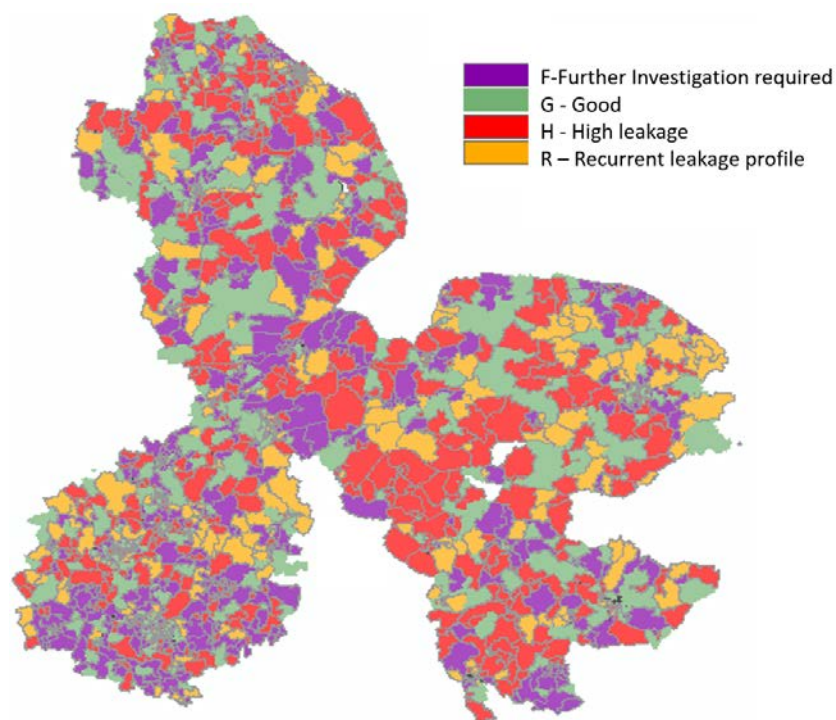 F-Further Investigation required
G - Good
H - High leakage
R – Recurrent leakage profile